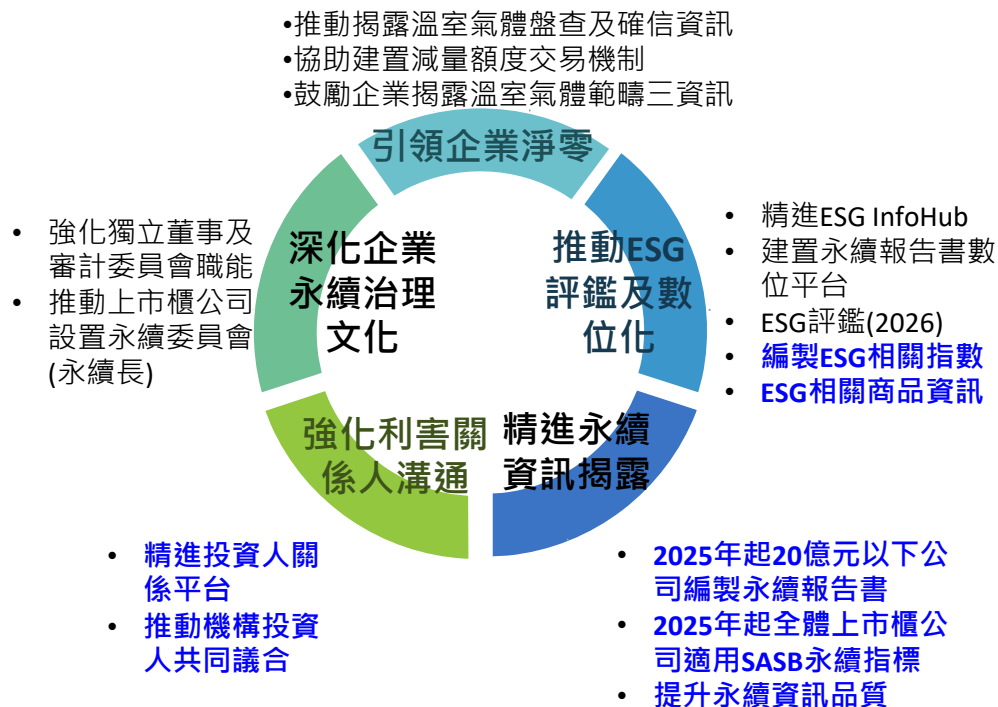 •推動揭露溫室氣體盤查及確信資訊
•協助建置減量額度交易機制
•鼓勵企業揭露溫室氣體範疇三資訊
引領企業淨零
• 強化獨立董事及
審計委員會職能
• 推動上市櫃公司
設置永續委員會
(永續長)
深化企業
永續治理
文化
推動ESG
評鑑及數
位化
• 精進ESG InfoHub
• 建置永續報告書數
位平台
• ESG評鑑(2026)
• 編製ESG相關指數
• ESG相關商品資訊
強化利害關
係人溝通
精進永續
資訊揭露
• 精進投資人關
係平台
• 推動機構投資
人共同議合
• 2025年起20億元以下公
司編製永續報告書
• 2025年起全體上市櫃公
司適用SASB永續指標
• 提升永續資訊品質